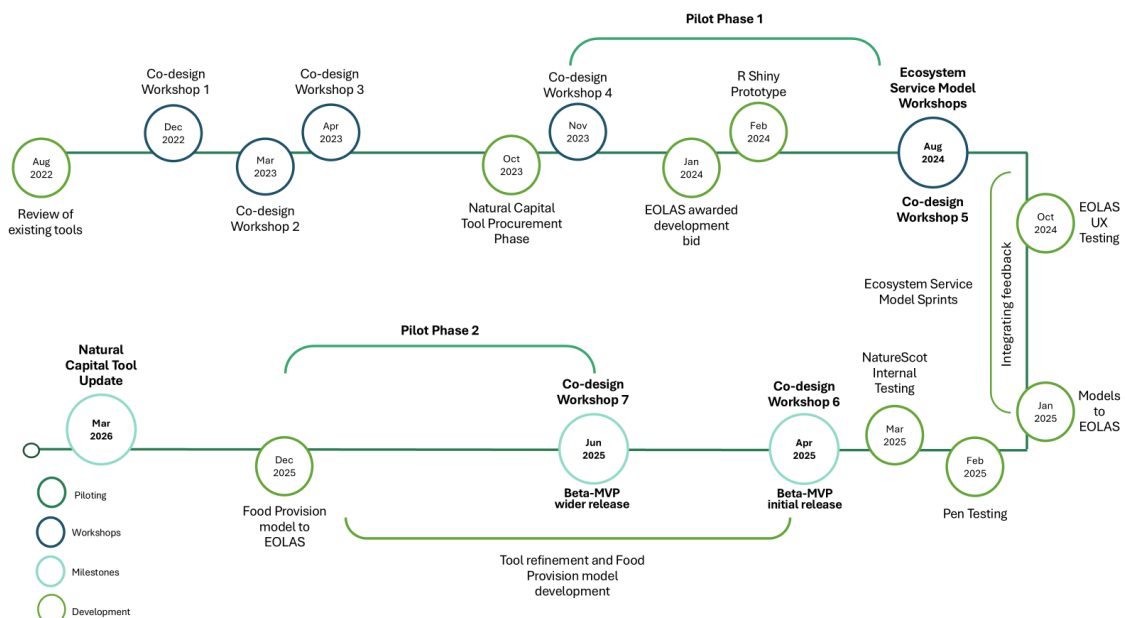 Pilot Phase 1
Co-design
Workshop 1
Dec
2022
Co-design
Workshop 3
Apr
2023
Co-design
Workshop 4
Nov
2023
R Shiny
Prototype
Feb
2024
Ecosystem
Service Model
Workshops
Aug
2024
Co-design
Workshop 5
Aug
2022
Review of
existing tools
Mar
2023
Co-design
Workshop 2
Oct
2023
Natural Capital
Tool Procurement
Phase
Jan
2024
EOLAS awarded
development
bid
Oct
2024
EOLAS
UX
Testing
Ecosystem Service
Model Sprints
Integrating feedback
Jan
2025
Models
to
EOLAS
Feb
2025
Pen Testing
NatureScot
Internal
Testing
Mar
2025
Co-design
Workshop 6
Apr
2025
Beta-MVP
initial release
Pilot Phase 2
Co-design
Workshop 7
Jun
2025
Beta-MVP
wider release
Tool refinement and Food
Provision model
development
Dec
2025
Food Provision
model to
EOLAS
Natural
Capital Tool
Update
Mar
2026
Piloting
Workshops
Milestones
Development